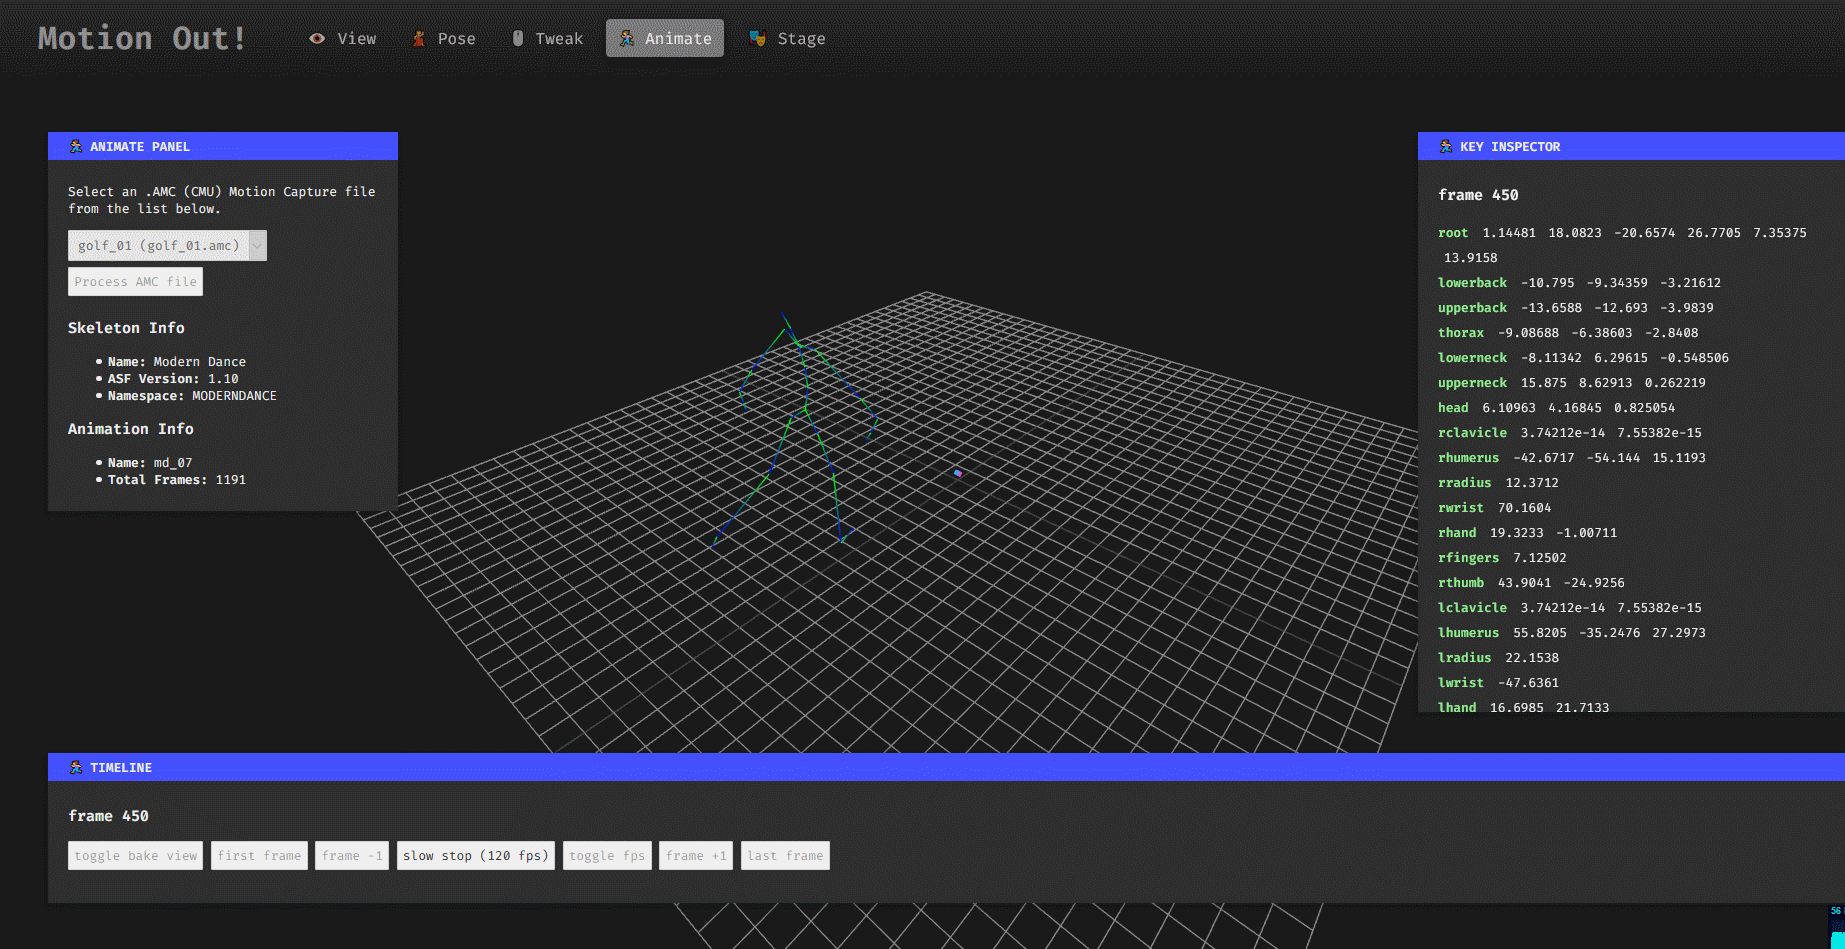 Motion Out!
View
Pose
Tweak
Animate
Stage
ANIMATE PANEL
Select an .AMC (CMU) Motion Capture file
from the list below.
golf_01 (golf_01.amc)
Process AMC file
Skeleton Info
Name: Modern Dance
ASF Version: 1.10
Namespace: MODERNDANCE
Animation Info
Name: md_07
Total Frames: 1191
KEY INSPECTOR
frame 450
root 1.14481 18.0823 -20.6574 26.7705 7.35375
13.9158
lowerback -10.795 -9.34359 -3.21612
upperback -13.6588 -12.693 -3.9839
thorax -9.08688 -6.38603 -2.8408
lowerneck -8.11342 6.29615 -0.548506
upperneck 15.875 8.62913 0.262219
head 6.10963 4.16845 0.825054
rclavicle 3.74212e-14 7.55382e-15
rhumerus -42.6717 -54.144 15.1193
rradius 12.3712
rwrist 70.1604
rhand 19.3233 -1.00711
rfingers 7.12502
rthumb 43.9041 -24.9256
lclavicle 3.74212e-14 7.55382e-15
lhumerus 55.8205 -35.2476 27.2973
lradius 22.1538
lwrist -47.6361
lhand 16.6985 21.7133
TIMELINE
frame 450
toggle bake view
first frame
frame -1
slow stop (120 fps)
toggle fps
frame +1
last frame
56